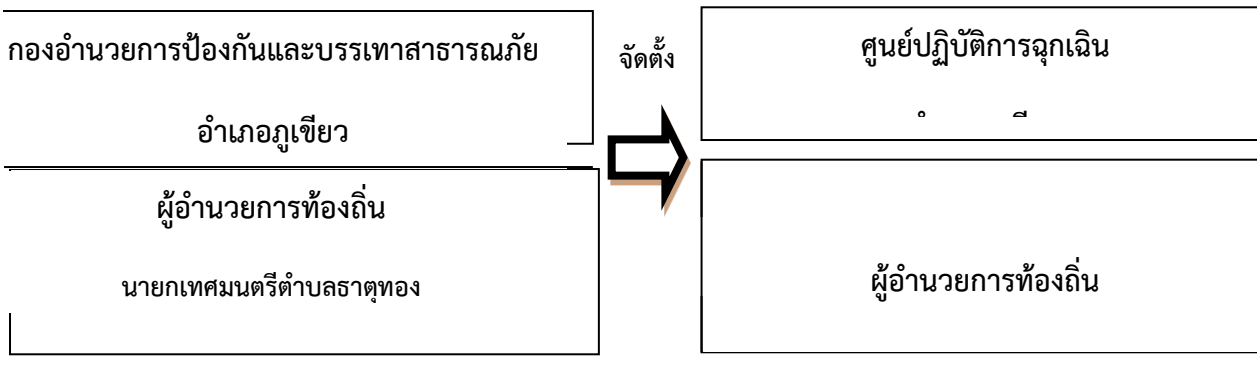 กองอำนวยการป้องกันและบรรเทาสาธารณภัย
อำเภอภูเขียว
ผู้อำนวยการท้องถิ่น
นายกเทศมนตรีตำบลธาตุทอง
จัดตั้ง
ศูนย์ปฏิบัติการฉุกเฉิน
ผู้อำนวยการท้องถิ่น